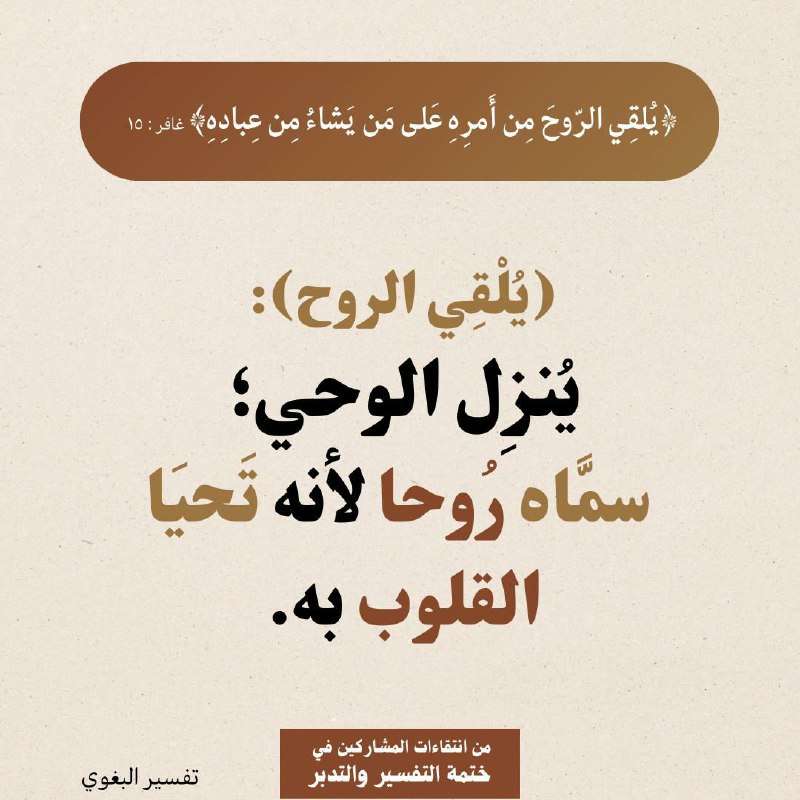 ﴿يُلقِي الرّوحَ مِن أَمرِهِ عَلى مَن يَشاءُ مِن عِبادِهِ﴾ غافر : ١٥
(يُلْقِي الروح):
يُنزِل الوحي؛
سمَّاه رُوحا لأنه تَحيَا
القلوب به.
من انتقاءات المشاركين في
ختمة التفسير والتدبر
تفسير البغوي